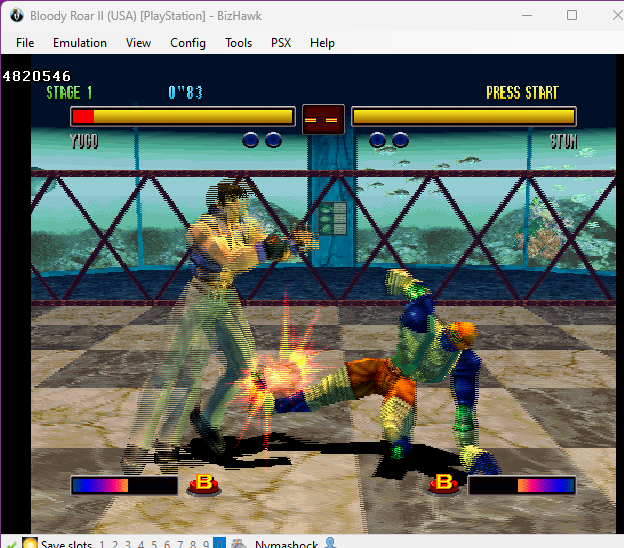 Bloody Roar II (USA) [PlayStation] - BizHawk
File Emulation View Config Tools PSX Help
4820546
STAGE 1 0"83 PRESS START
YUGO STUN
B B
Save slots 1 2 3 4 5 6 7 8 9 0 Nymashock